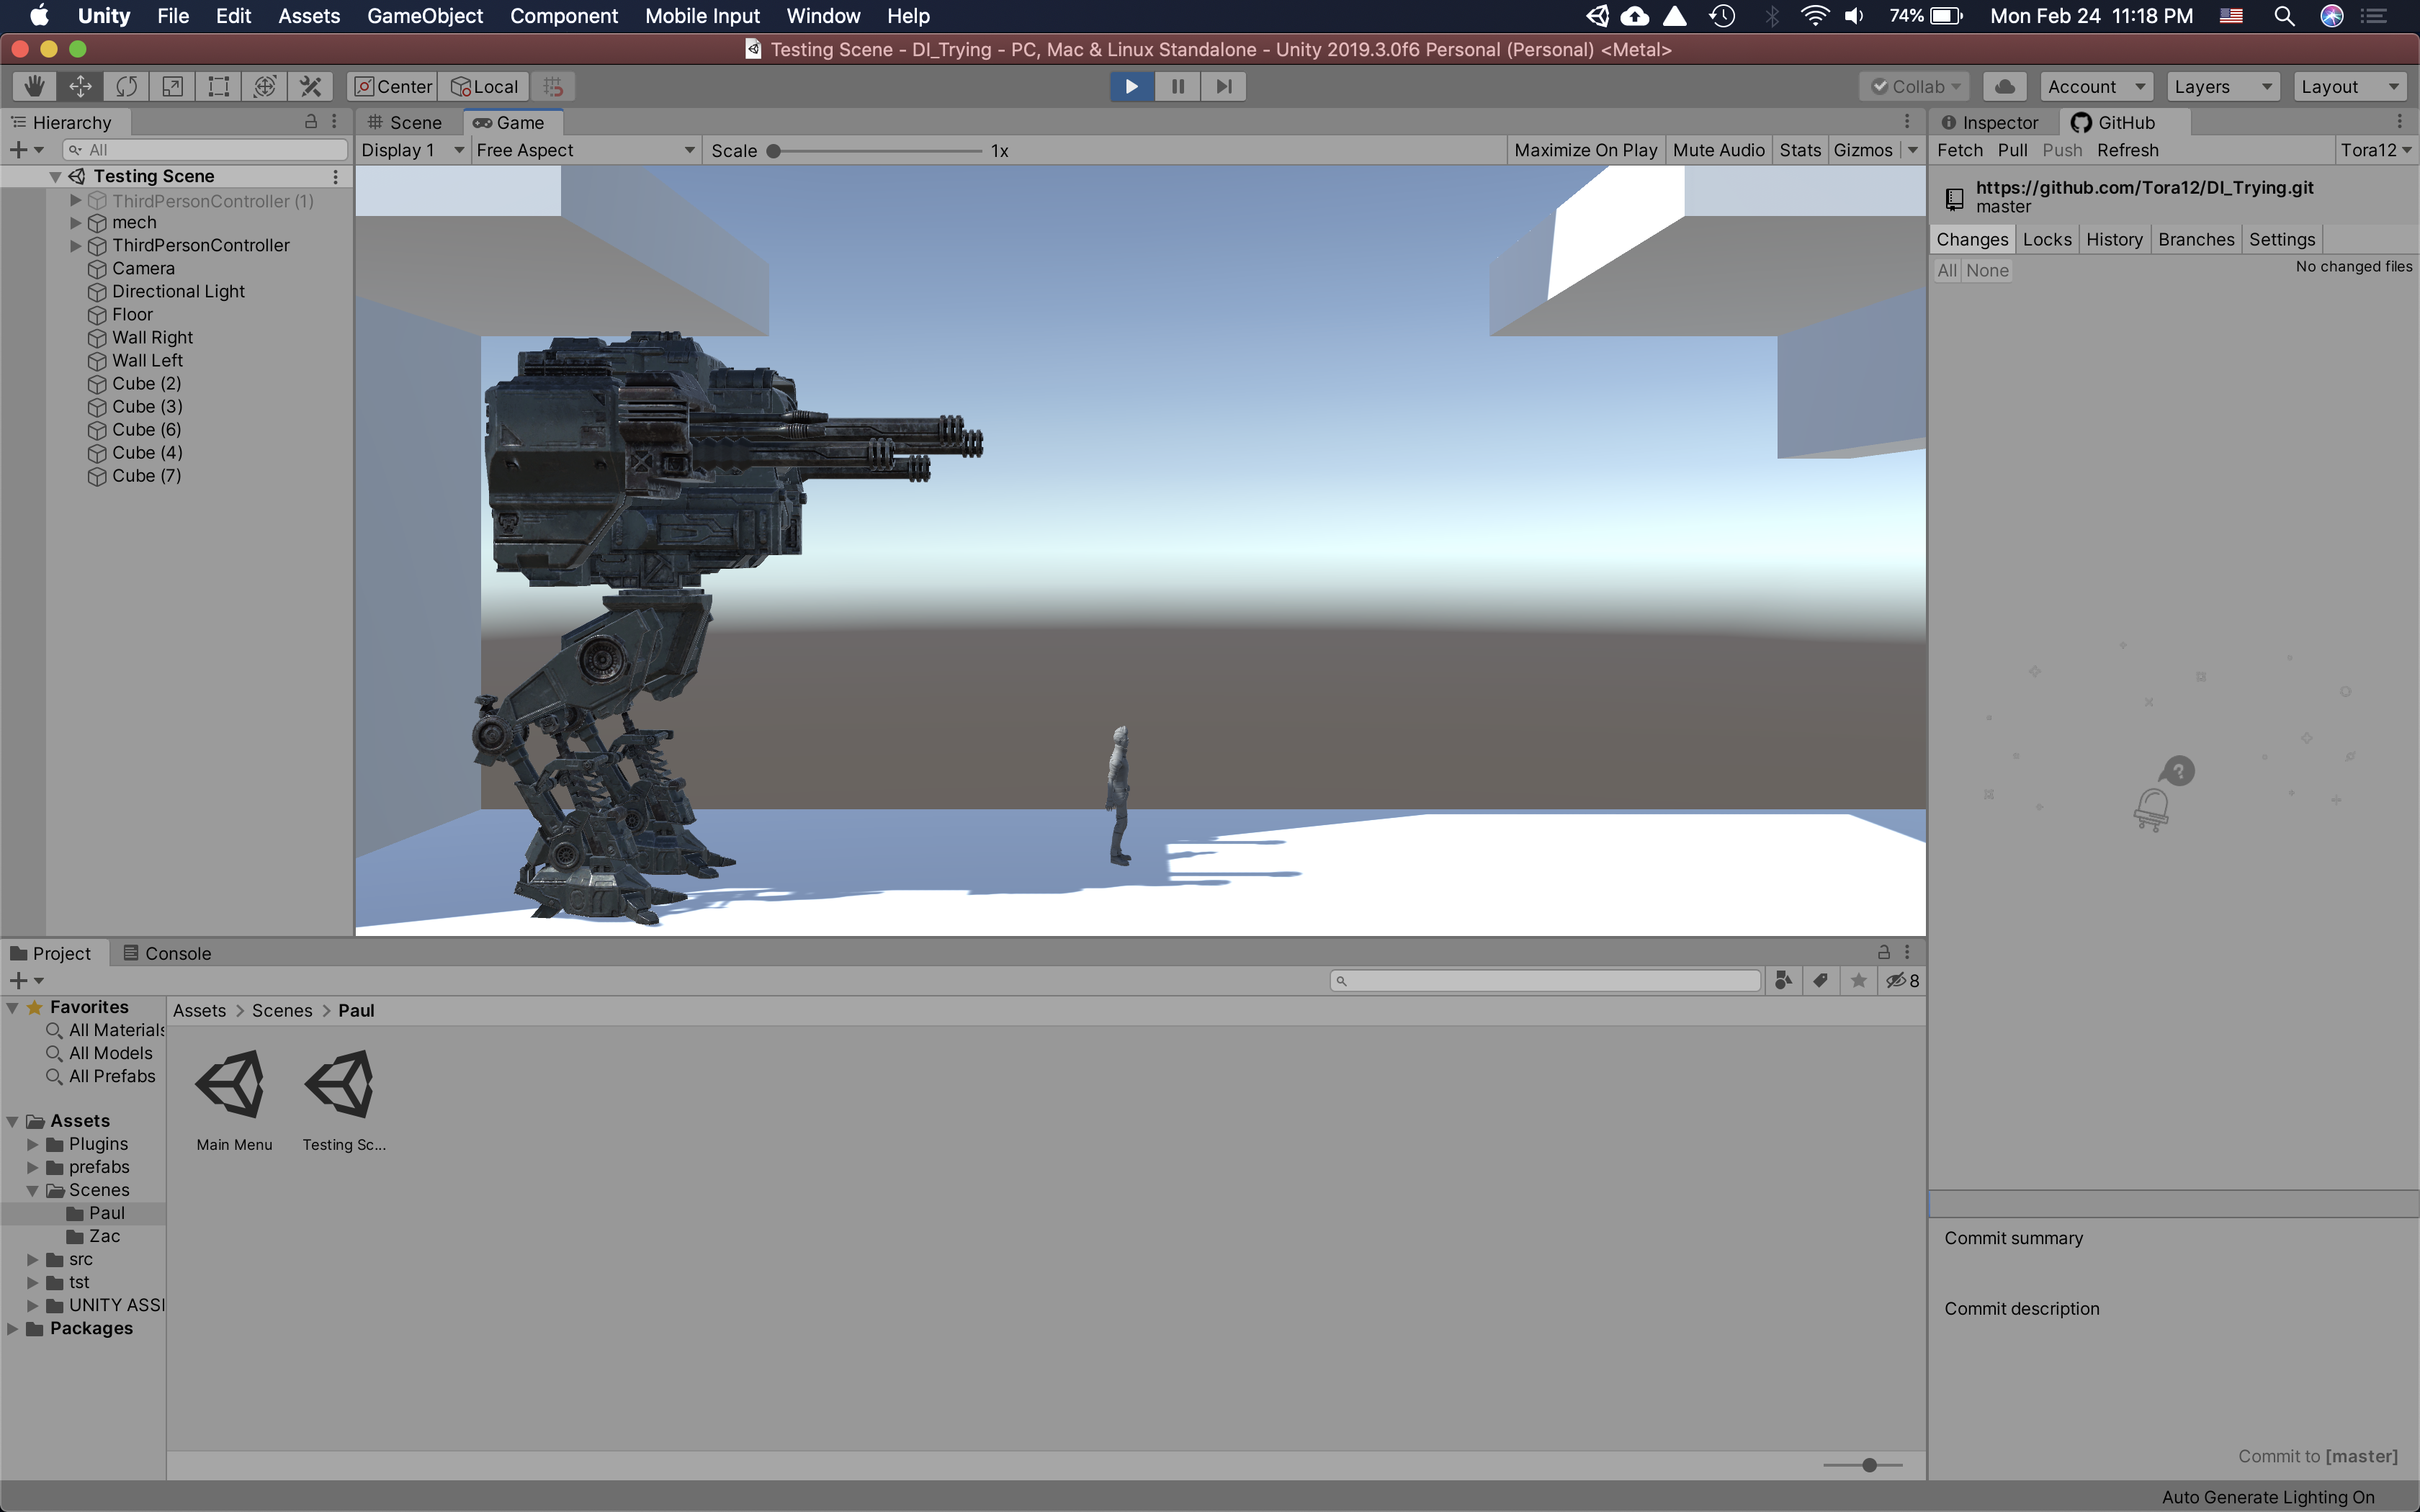 Unity File Edit Assets GameObject Component Mobile Input Window Help 74% Mon Feb 24 11:18 PM
Testing Scene - DI_Trying - PC, Mac & Linux Standalone - Unity 2019.3.0f6 Personal (Personal) <Metal>
Center Local Collab Account Layers Layout
Hierarchy
All
Testing Scene
ThirdPersonController (1)
mech
ThirdPersonController
Camera
Directional Light
Floor
Wall Right
Wall Left
Cube (2)
Cube (3)
Cube (6)
Cube (4)
Cube (7)
Scene Game
Display 1 Free Aspect Scale 1x Maximize On Play Mute Audio Stats Gizmos
Inspector GitHub
Fetch Pull Push Refresh Tora12
https://github.com/Tora12/DI_Trying.git
master
Changes Locks History Branches Settings
All None No changed files
?
Commit summary
Commit description
Commit to [master]
Project Console
8
Favorites
All Materials
All Models
All Prefabs
Assets
Plugins
prefabs
Scenes
Paul
Zac
src
tst
UNITY ASSI
Packages
Assets > Scenes > Paul
Main Menu Testing Sc...
Auto Generate Lighting On